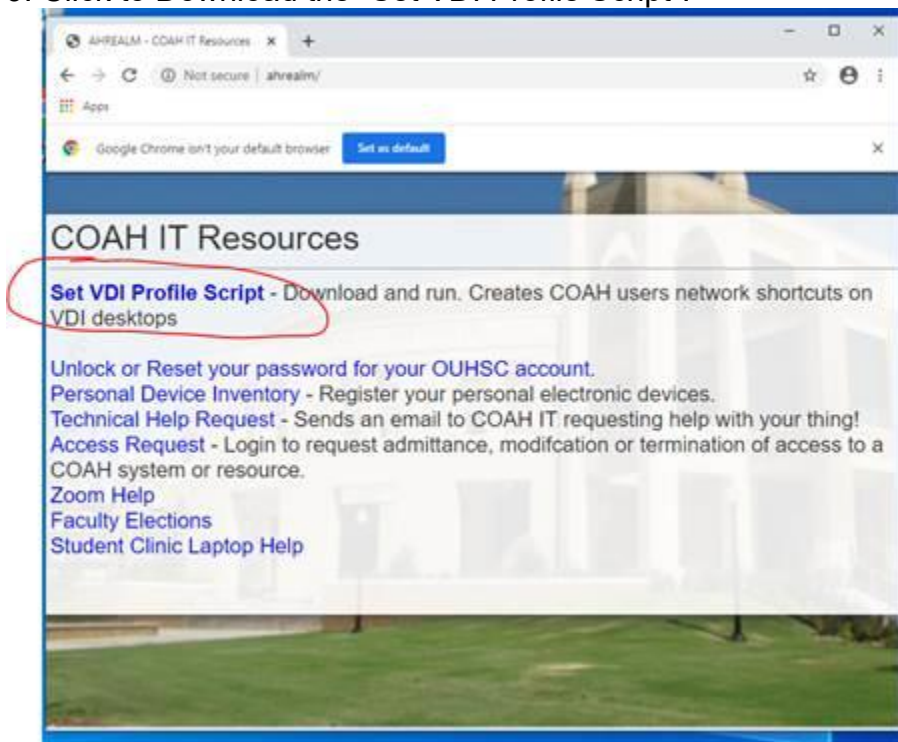 AHREALM - COAH IT Resources
Not secure | ahrealm/
Apps
Google Chrome isn't your default browser Set as default
COAH IT Resources
Set VDI Profile Script - Download and run. Creates COAH users network shortcuts on
VDI desktops
Unlock or Reset your password for your OUHSC account.
Personal Device Inventory - Register your personal electronic devices.
Technical Help Request - Sends an email to COAH IT requesting help with your thing!
Access Request - Login to request admittance, modifcation or termination of access to a
COAH system or resource.
Zoom Help
Faculty Elections
Student Clinic Laptop Help